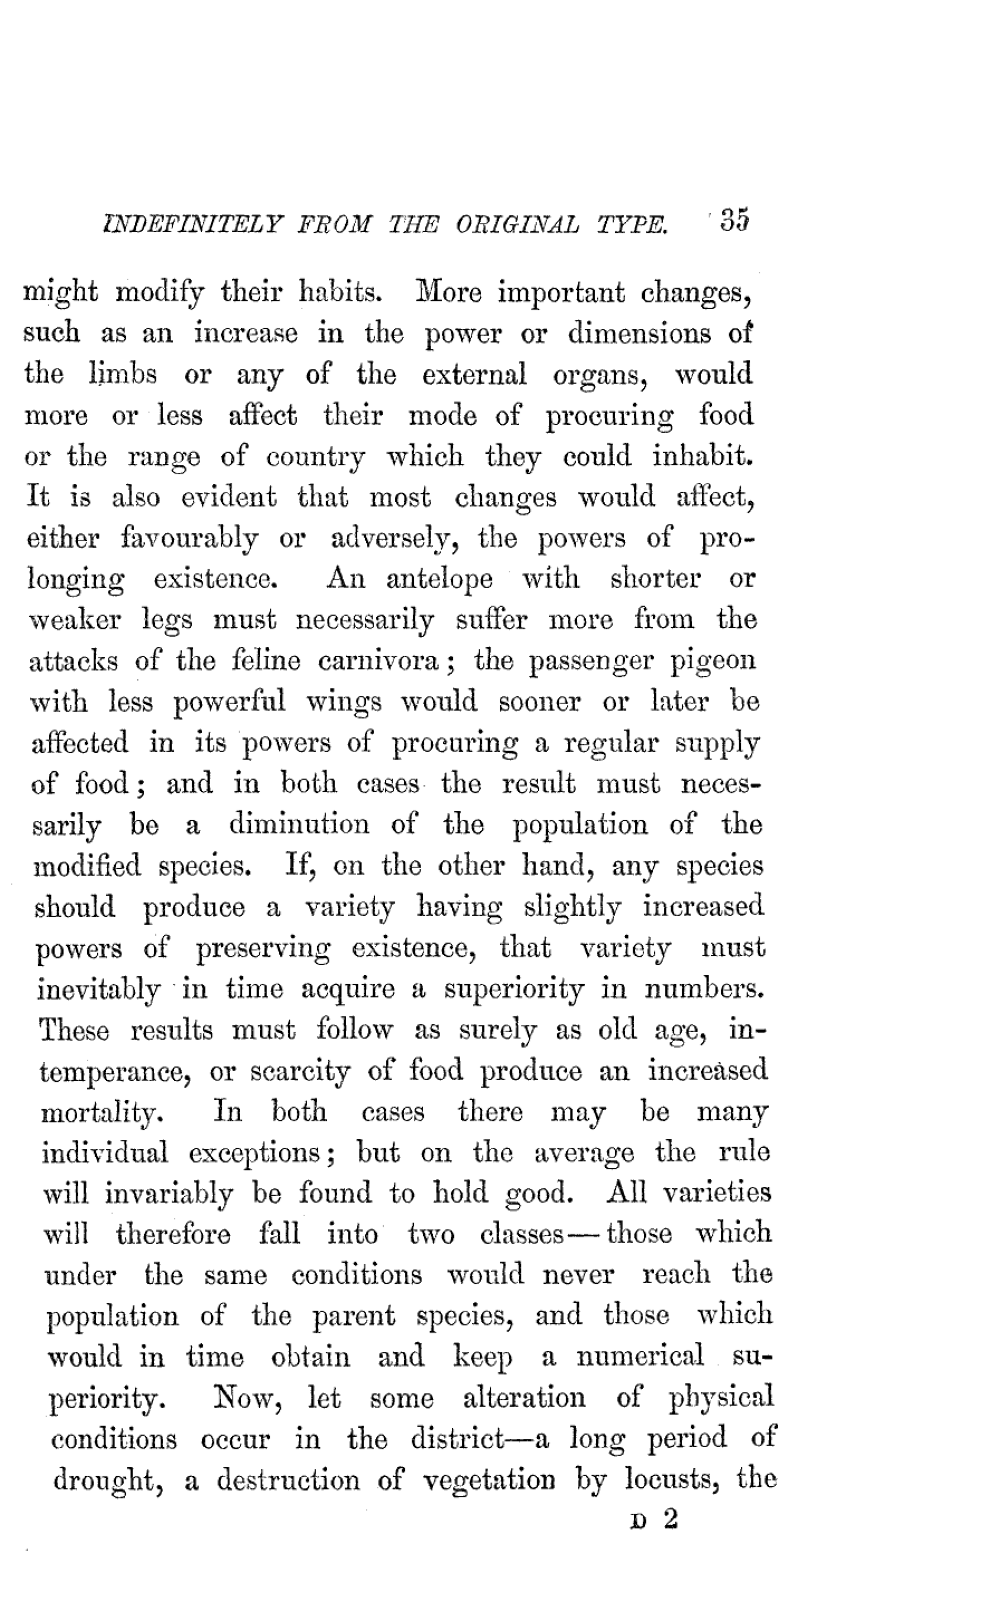 INDEFINITELY FROM THE ORIGINAL TYPE. 35
might modify their habits. More important changes,
such as an increase in the power or dimensions of
the limbs or any of the external organs, would
more or less affect their mode of procuring food
or the range of country which they could inhabit.
It is also evident that most changes would affect,
either favourably or adversely, the powers of pro-
longing existence. An antelope with shorter or
weaker legs must necessarily suffer more from the
attacks of the feline carnivora; the passenger pigeon
with less powerful wings would sooner or later be
affected in its powers of procuring a regular supply
of food; and in both cases the result must neces-
sarily be a diminution of the population of the
modified species. If, on the other hand, any species
should produce a variety having slightly increased
powers of preserving existence, that variety must
inevitably in time acquire a superiority in numbers.
These results must follow as surely as old age, in-
temperance, or scarcity of food produce an increased
mortality. In both cases there may be many
individual exceptions; but on the average the rule
will invariably be found to hold good. All varieties
will therefore fall into two classes—those which
under the same conditions would never reach the
population of the parent species, and those which
would in time obtain and keep a numerical su-
periority. Now, let some alteration of physical
conditions occur in the district—a long period of
drought, a destruction of vegetation by locusts, the
D 2